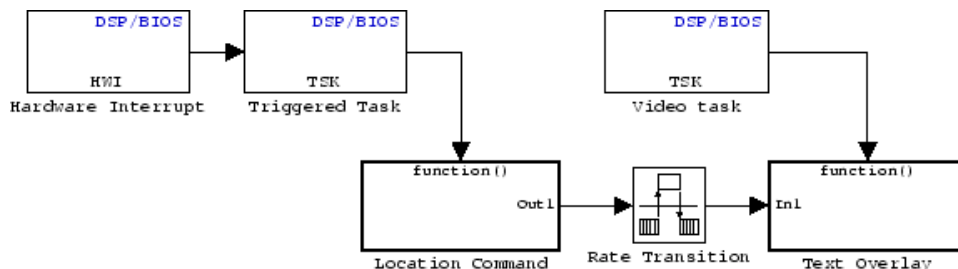 DSP/BIOS
HWI
Hardware Interrupt
DSP/BIOS
TSK
Triggered Task
DSP/BIOS
TSK
Video task
function()
Out1
Location Command
Rate Transition
function()
In1
Text Overlay